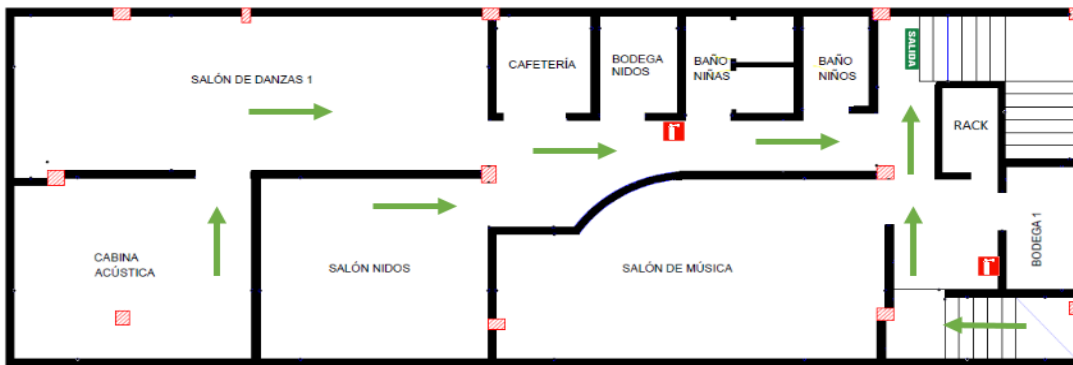 SALÓN DE DANZAS 1
CAFETERÍA
BODEGA
NIDOS
BAÑO
NIÑAS
BAÑO
NIÑOS
SALIDA
RACK
CABINA
ACÚSTICA
SALÓN NIDOS
SALÓN DE MÚSICA
BODEGA 1